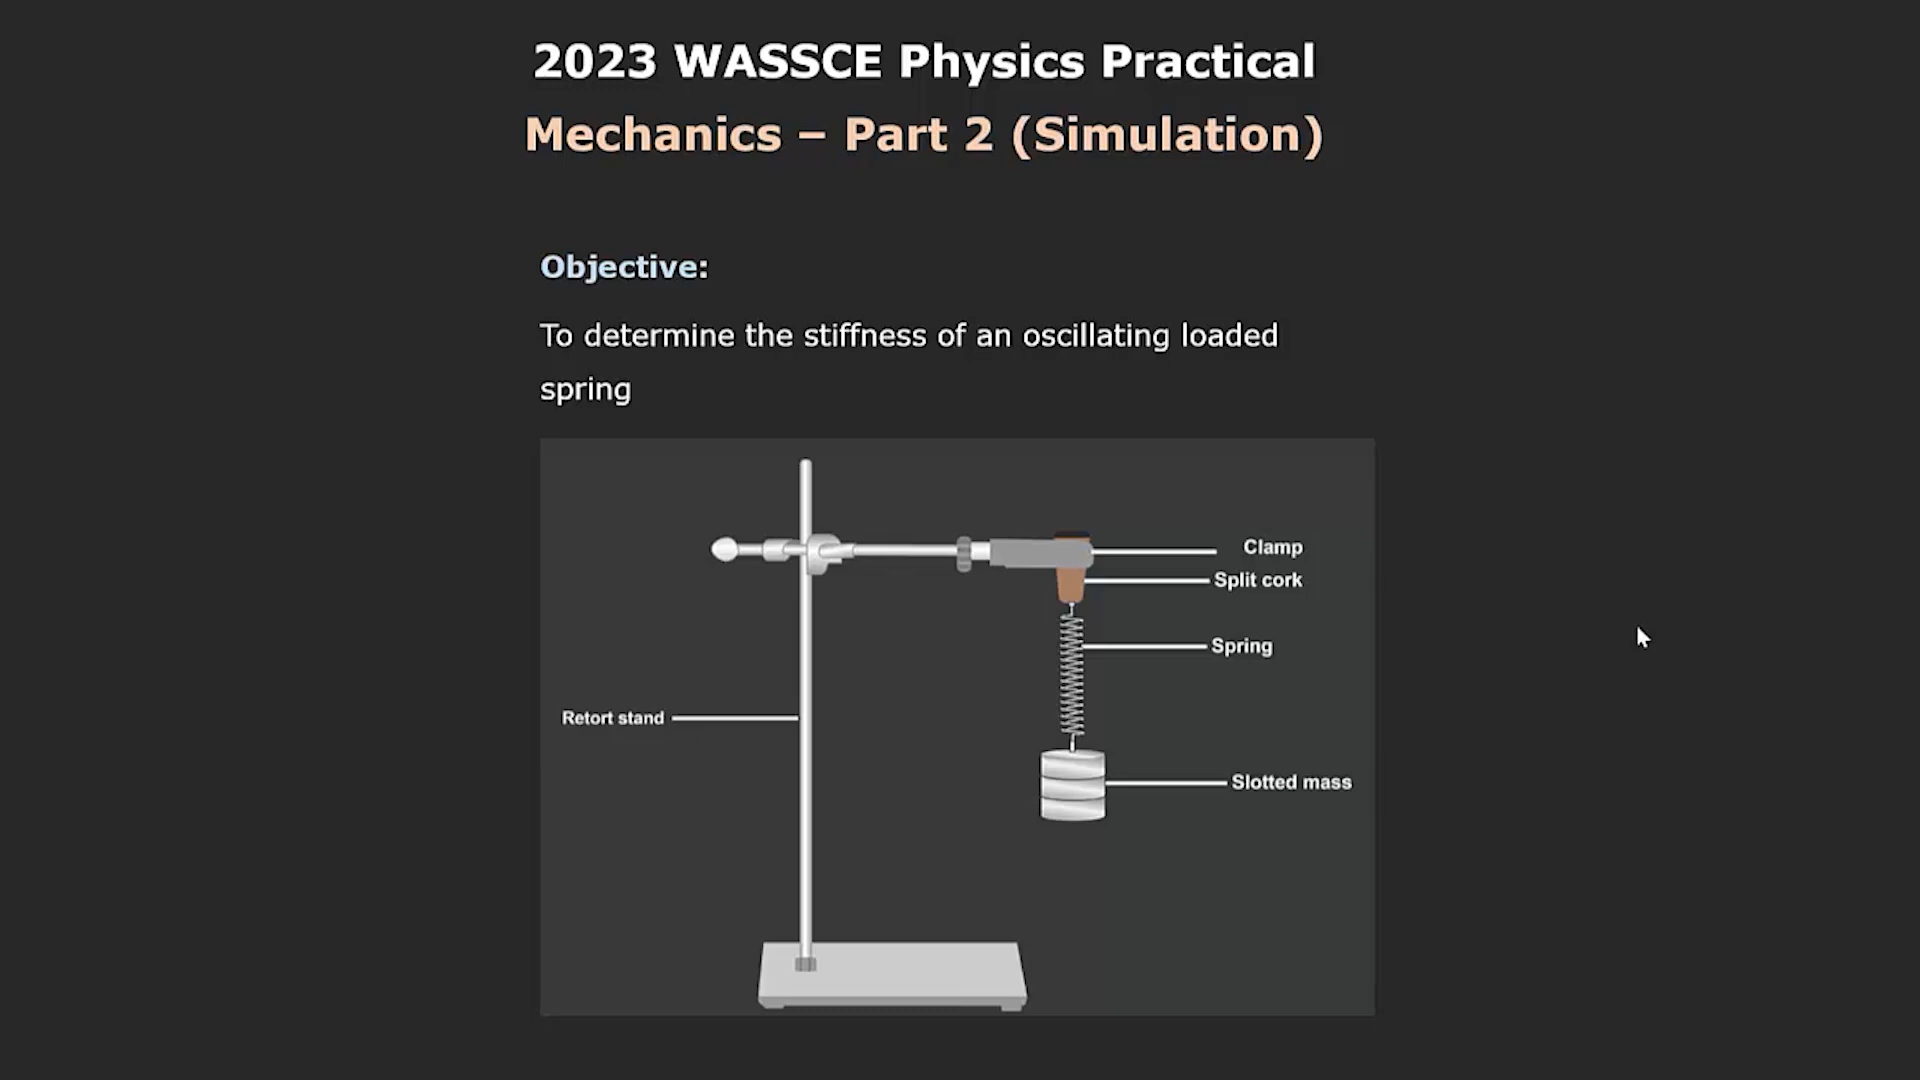 2023 WASSCE Physics Practical
Mechanics – Part 2 (Simulation)
Objective:
To determine the stiffness of an oscillating loaded
spring
Clamp
Split cork
Spring
Retort stand
Slotted mass